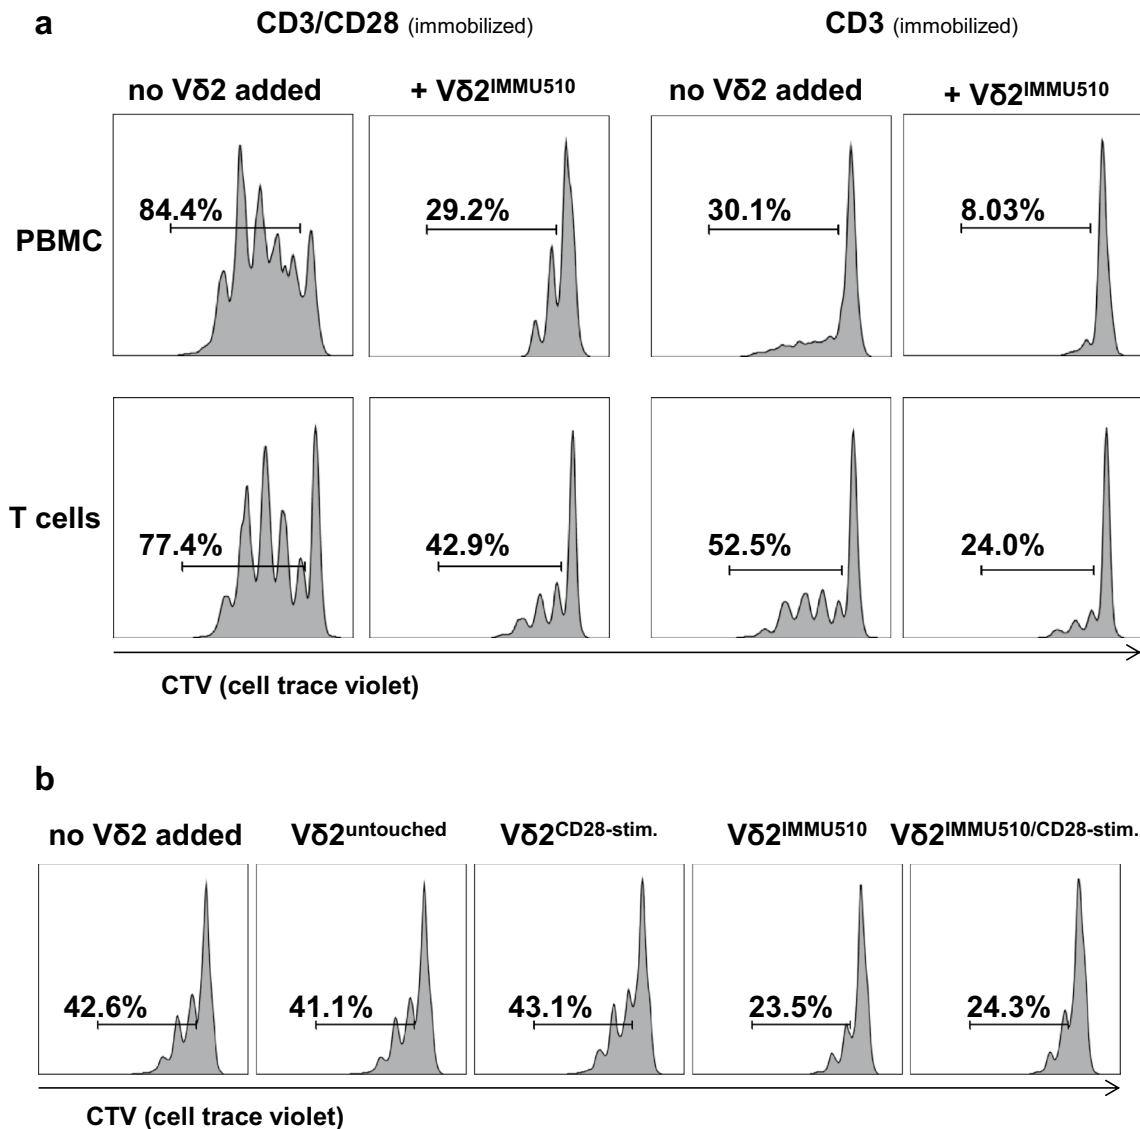 a
CD3/CD28 (immobilized) CD3 (immobilized)
no Vδ2 added + Vδ2IMMU510 no Vδ2 added + Vδ2IMMU510
PBMC
84.4% 29.2% 30.1% 8.03%
T cells
77.4% 42.9% 52.5% 24.0%
CTV (cell trace violet)
b
no Vδ2 added Vδ2untouched Vδ2CD28-stim. Vδ2IMMU510 Vδ2IMMU510/CD28-stim.
42.6% 41.1% 43.1% 23.5% 24.3%
CTV (cell trace violet)